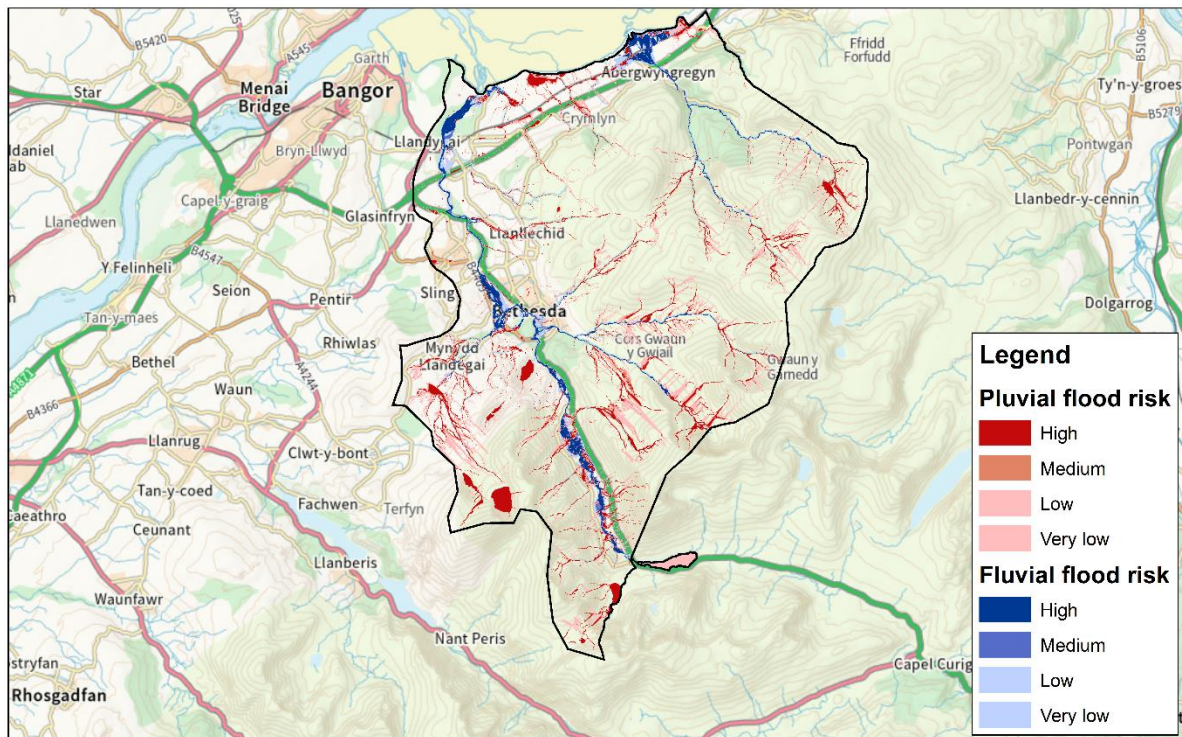 B5420
A545
025
Garth
Ffridd
Forfudd
B5106
Star
Menai
Bridge
Bangor
Abergwyngregyn
Ty'n-y-groes
B5279
Crymlyn
ddaniel
ab
Bryn-Llwyd
Pontwgan
Capel-y-graig
Llanedwen
Glasinfryn
Llanbedr-y-cennin
Llanllechid
B4547
Y Felinheli
Seion
Pentir
Sling
Bethesda
Dolgarrog
Tan-y-maes
Rhiwlas
Bethel
Mynydd
Llandegai
Cors Gwaun
y Gwiail
Gwaun y
Garnedd
A4871
Waun
A4244
B4366
Llanrug
Clwt-y-bont
Tan-y-coed
Fachwen
Terfyn
aeathro
Ceunant
Llanberis
Waunfawr
Nant Peris
Capel Curig
ostryfan
Rhosgadfan
Legend
Pluvial flood risk
High
Medium
Low
Very low
Fluvial flood risk
High
Medium
Low
Very low